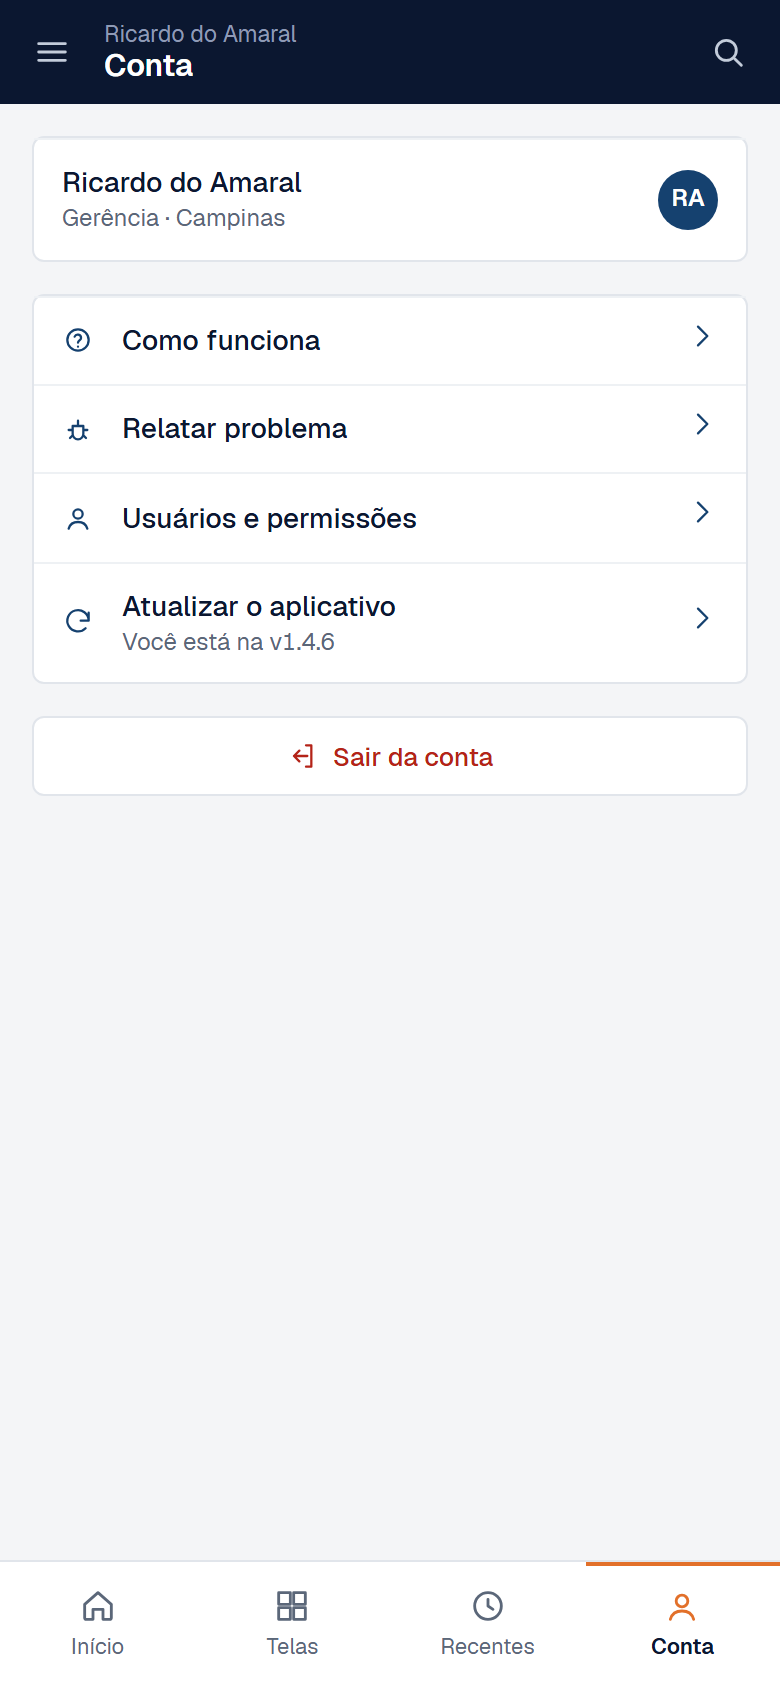 Ricardo do Amaral
Conta
Ricardo do Amaral
RA
Gerência · Campinas
Como funciona
Relatar problema
Usuários e permissões
Atualizar o aplicativo
Você está na v1.4.6
Sair da conta
Início
Telas
Recentes
Conta